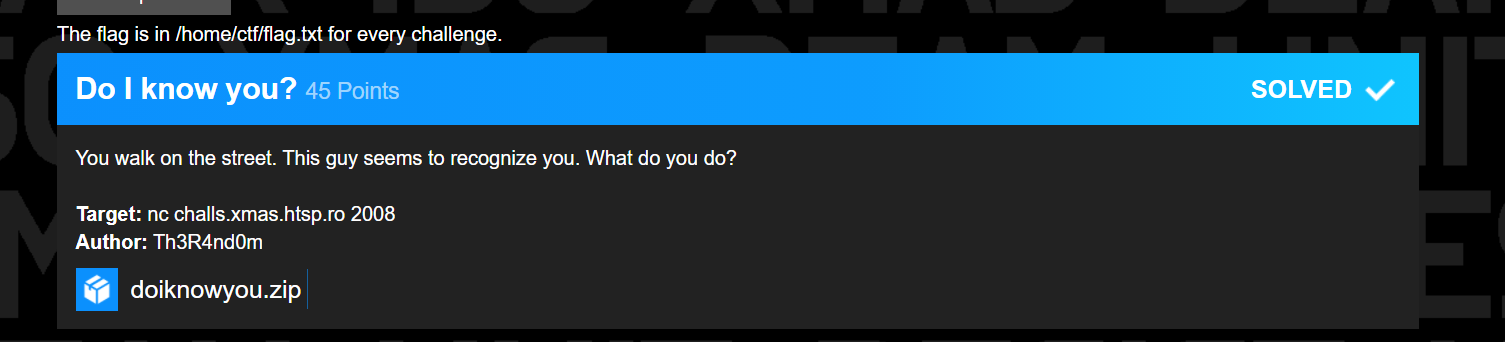 The flag is in /home/ctf/flag.txt for every challenge.
Do I know you? 45 Points SOLVED
You walk on the street. This guy seems to recognize you. What do you do?
Target: nc challs.xmas.htsp.ro 2008
Author: Th3R4nd0m
doiknowyou.zip